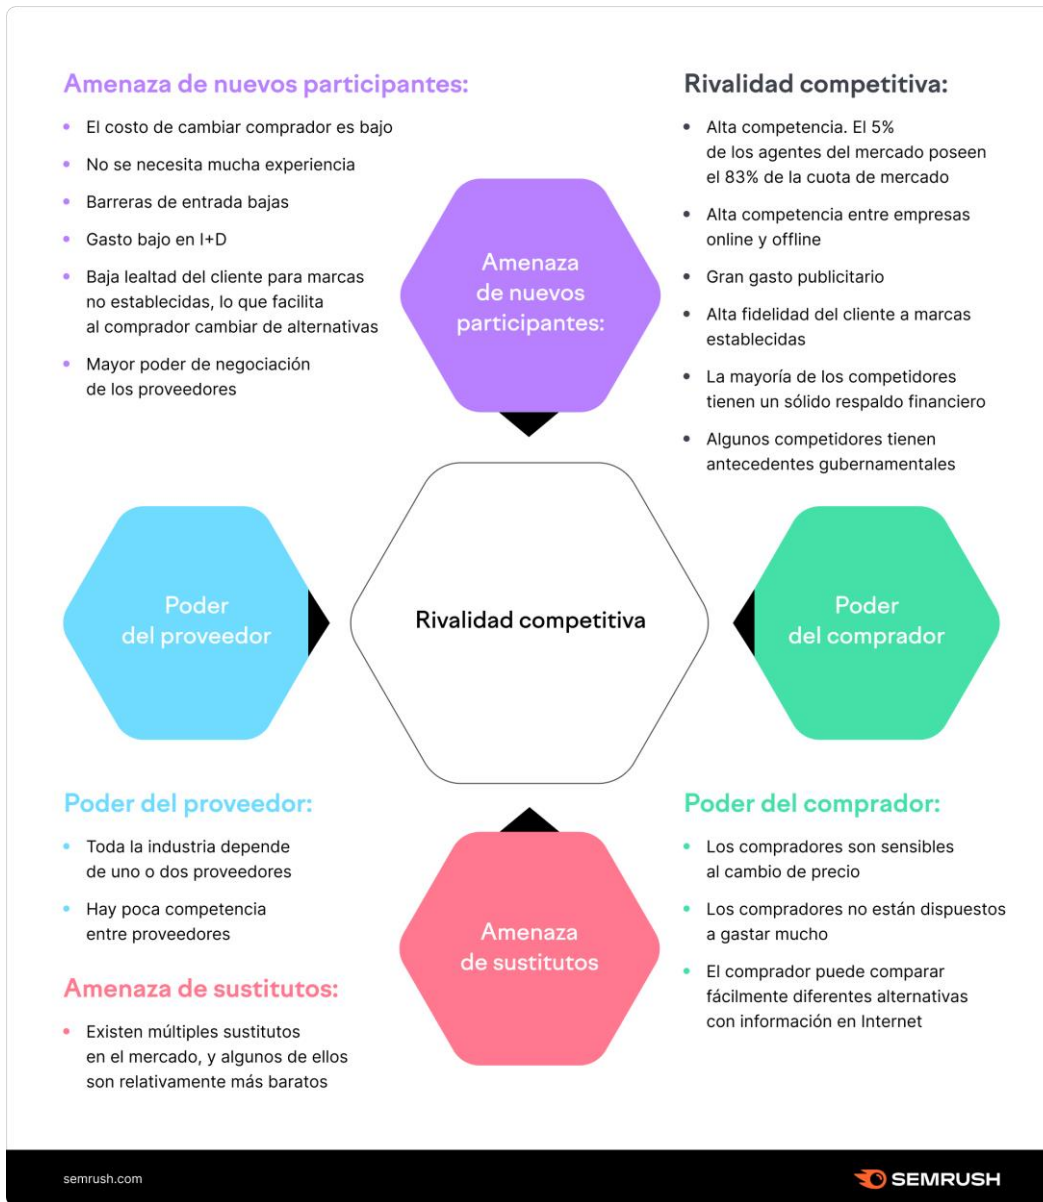 Amenaza de nuevos participantes:
El costo de cambiar comprador es bajo
No se necesita mucha experiencia
Barreras de entrada bajas
Gasto bajo en I+D
Baja lealtad del cliente para marcas
no establecidas, lo que facilita
al comprador cambiar de alternativas
Mayor poder de negociación
de los proveedores
Rivalidad competitiva:
Alta competencia. El 5%
de los agentes del mercado poseen
el 83% de la cuota de mercado
Alta competencia entre empresas
online y offline
Gran gasto publicitario
Alta fidelidad del cliente a marcas
establecidas
La mayoría de los competidores
tienen un sólido respaldo financiero
Algunos competidores tienen
antecedentes gubernamentales
Amenaza
de nuevos
participantes:
Poder
del proveedor
Rivalidad competitiva
Poder
del comprador
Poder del proveedor:
Toda la industria depende
de uno o dos proveedores
Hay poca competencia
entre proveedores
Amenaza de sustitutos:
Existen múltiples sustitutos
en el mercado, y algunos de ellos
son relativamente más baratos
Amenaza
de sustitutos
Poder del comprador:
Los compradores son sensibles
al cambio de precio
Los compradores no están dispuestos
a gastar mucho
El comprador puede comparar
fácilmente diferentes alternativas
con información en Internet
semrush.com
SEMRUSH